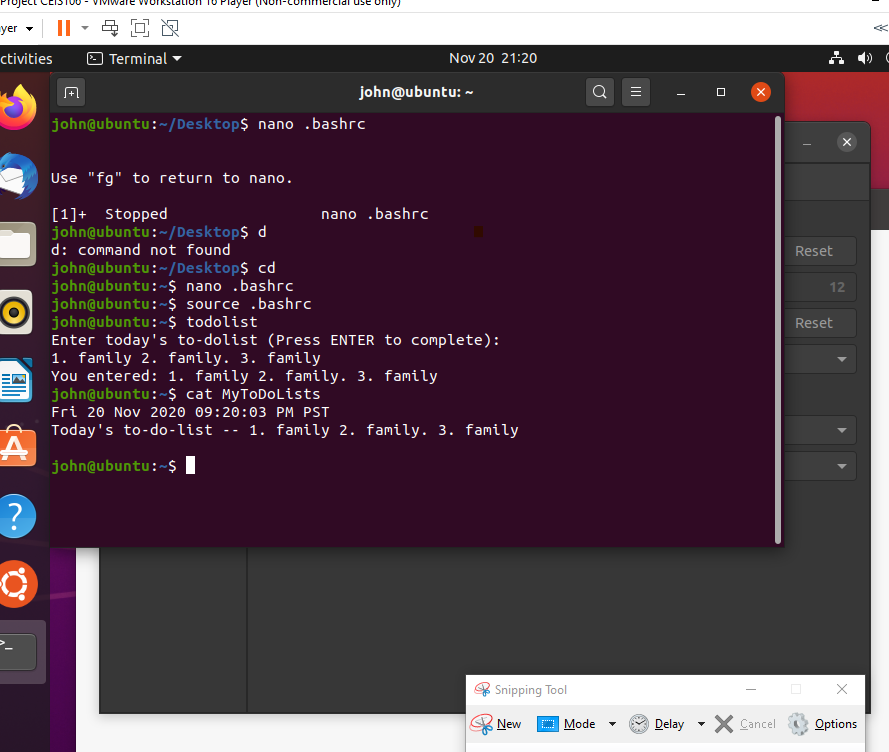 Project CEIS106 - VMware Workstation 16 Player (Non-commercial use only)
yer
ctivities
Terminal
Nov 20 21:20
john@ubuntu: ~
john@ubuntu:~/Desktop$ nano .bashrc
Use "fg" to return to nano.
[1]+  Stopped                 nano .bashrc
john@ubuntu:~/Desktop$ d
d: command not found
john@ubuntu:~/Desktop$ cd
john@ubuntu:~$ nano .bashrc
john@ubuntu:~$ source .bashrc
john@ubuntu:~$ todolist
Enter today's to-dolist (Press ENTER to complete):
1. family 2. family. 3. family
You entered: 1. family 2. family. 3. family
john@ubuntu:~$ cat MyToDoLists
Fri 20 Nov 2020 09:20:03 PM PST
Today's to-do-list -- 1. family 2. family. 3. family
john@ubuntu:~$
Reset
12
Reset
Snipping Tool
New
Mode
Delay
Cancel
Options